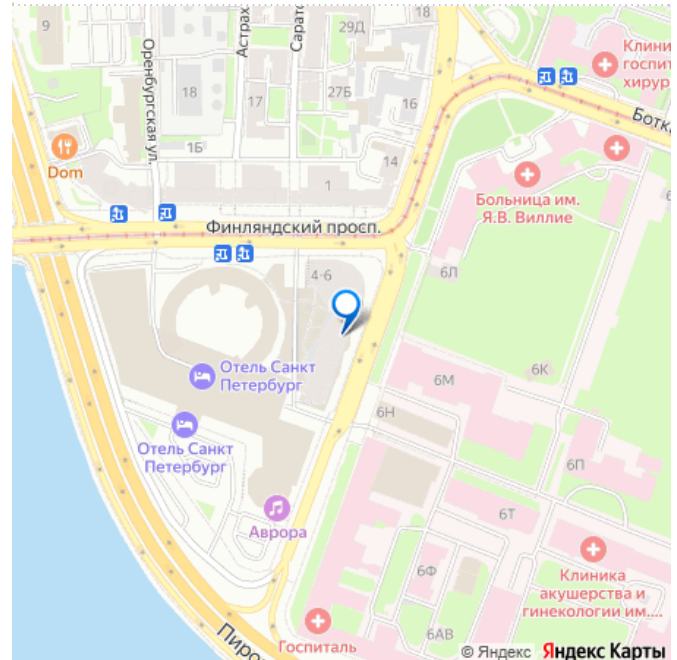 9
29Д
18
Оренбургская ул.
Астрах
Сарато
Клини
госпит
хирур
18
17
27Б
16
Ботк
Dom
1Б
14
1
Больница им.
Я.В. Виллие
Финляндский просп.
4-6
6Л
Отель Санкт
Петербург
6М
6К
6Н
Отель Санкт
Петербург
6П
Аврора
6Т
6Ф
Клиника
акушерства и
гинекологии им....
Пиро
Госпиталь
6АВ
© Яндекс Яндекс Карты